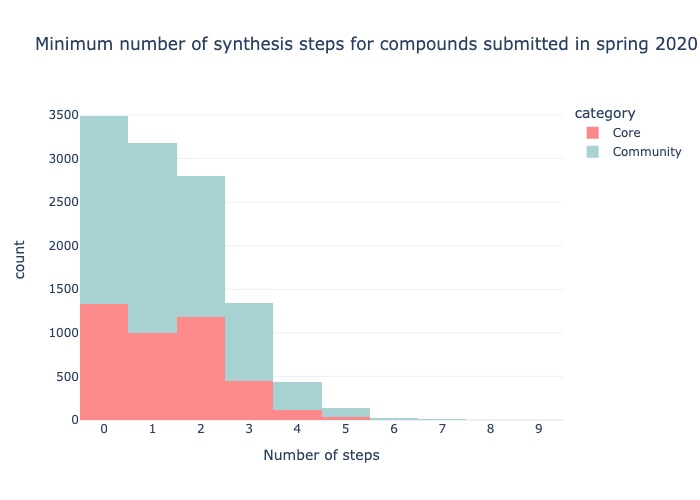 Minimum number of synthesis steps for compounds submitted in spring 2020
category
Core
Community
3500
3000
2500
2000
1500
1000
500
0
count
0 1 2 3 4 5 6 7 8 9
Number of steps